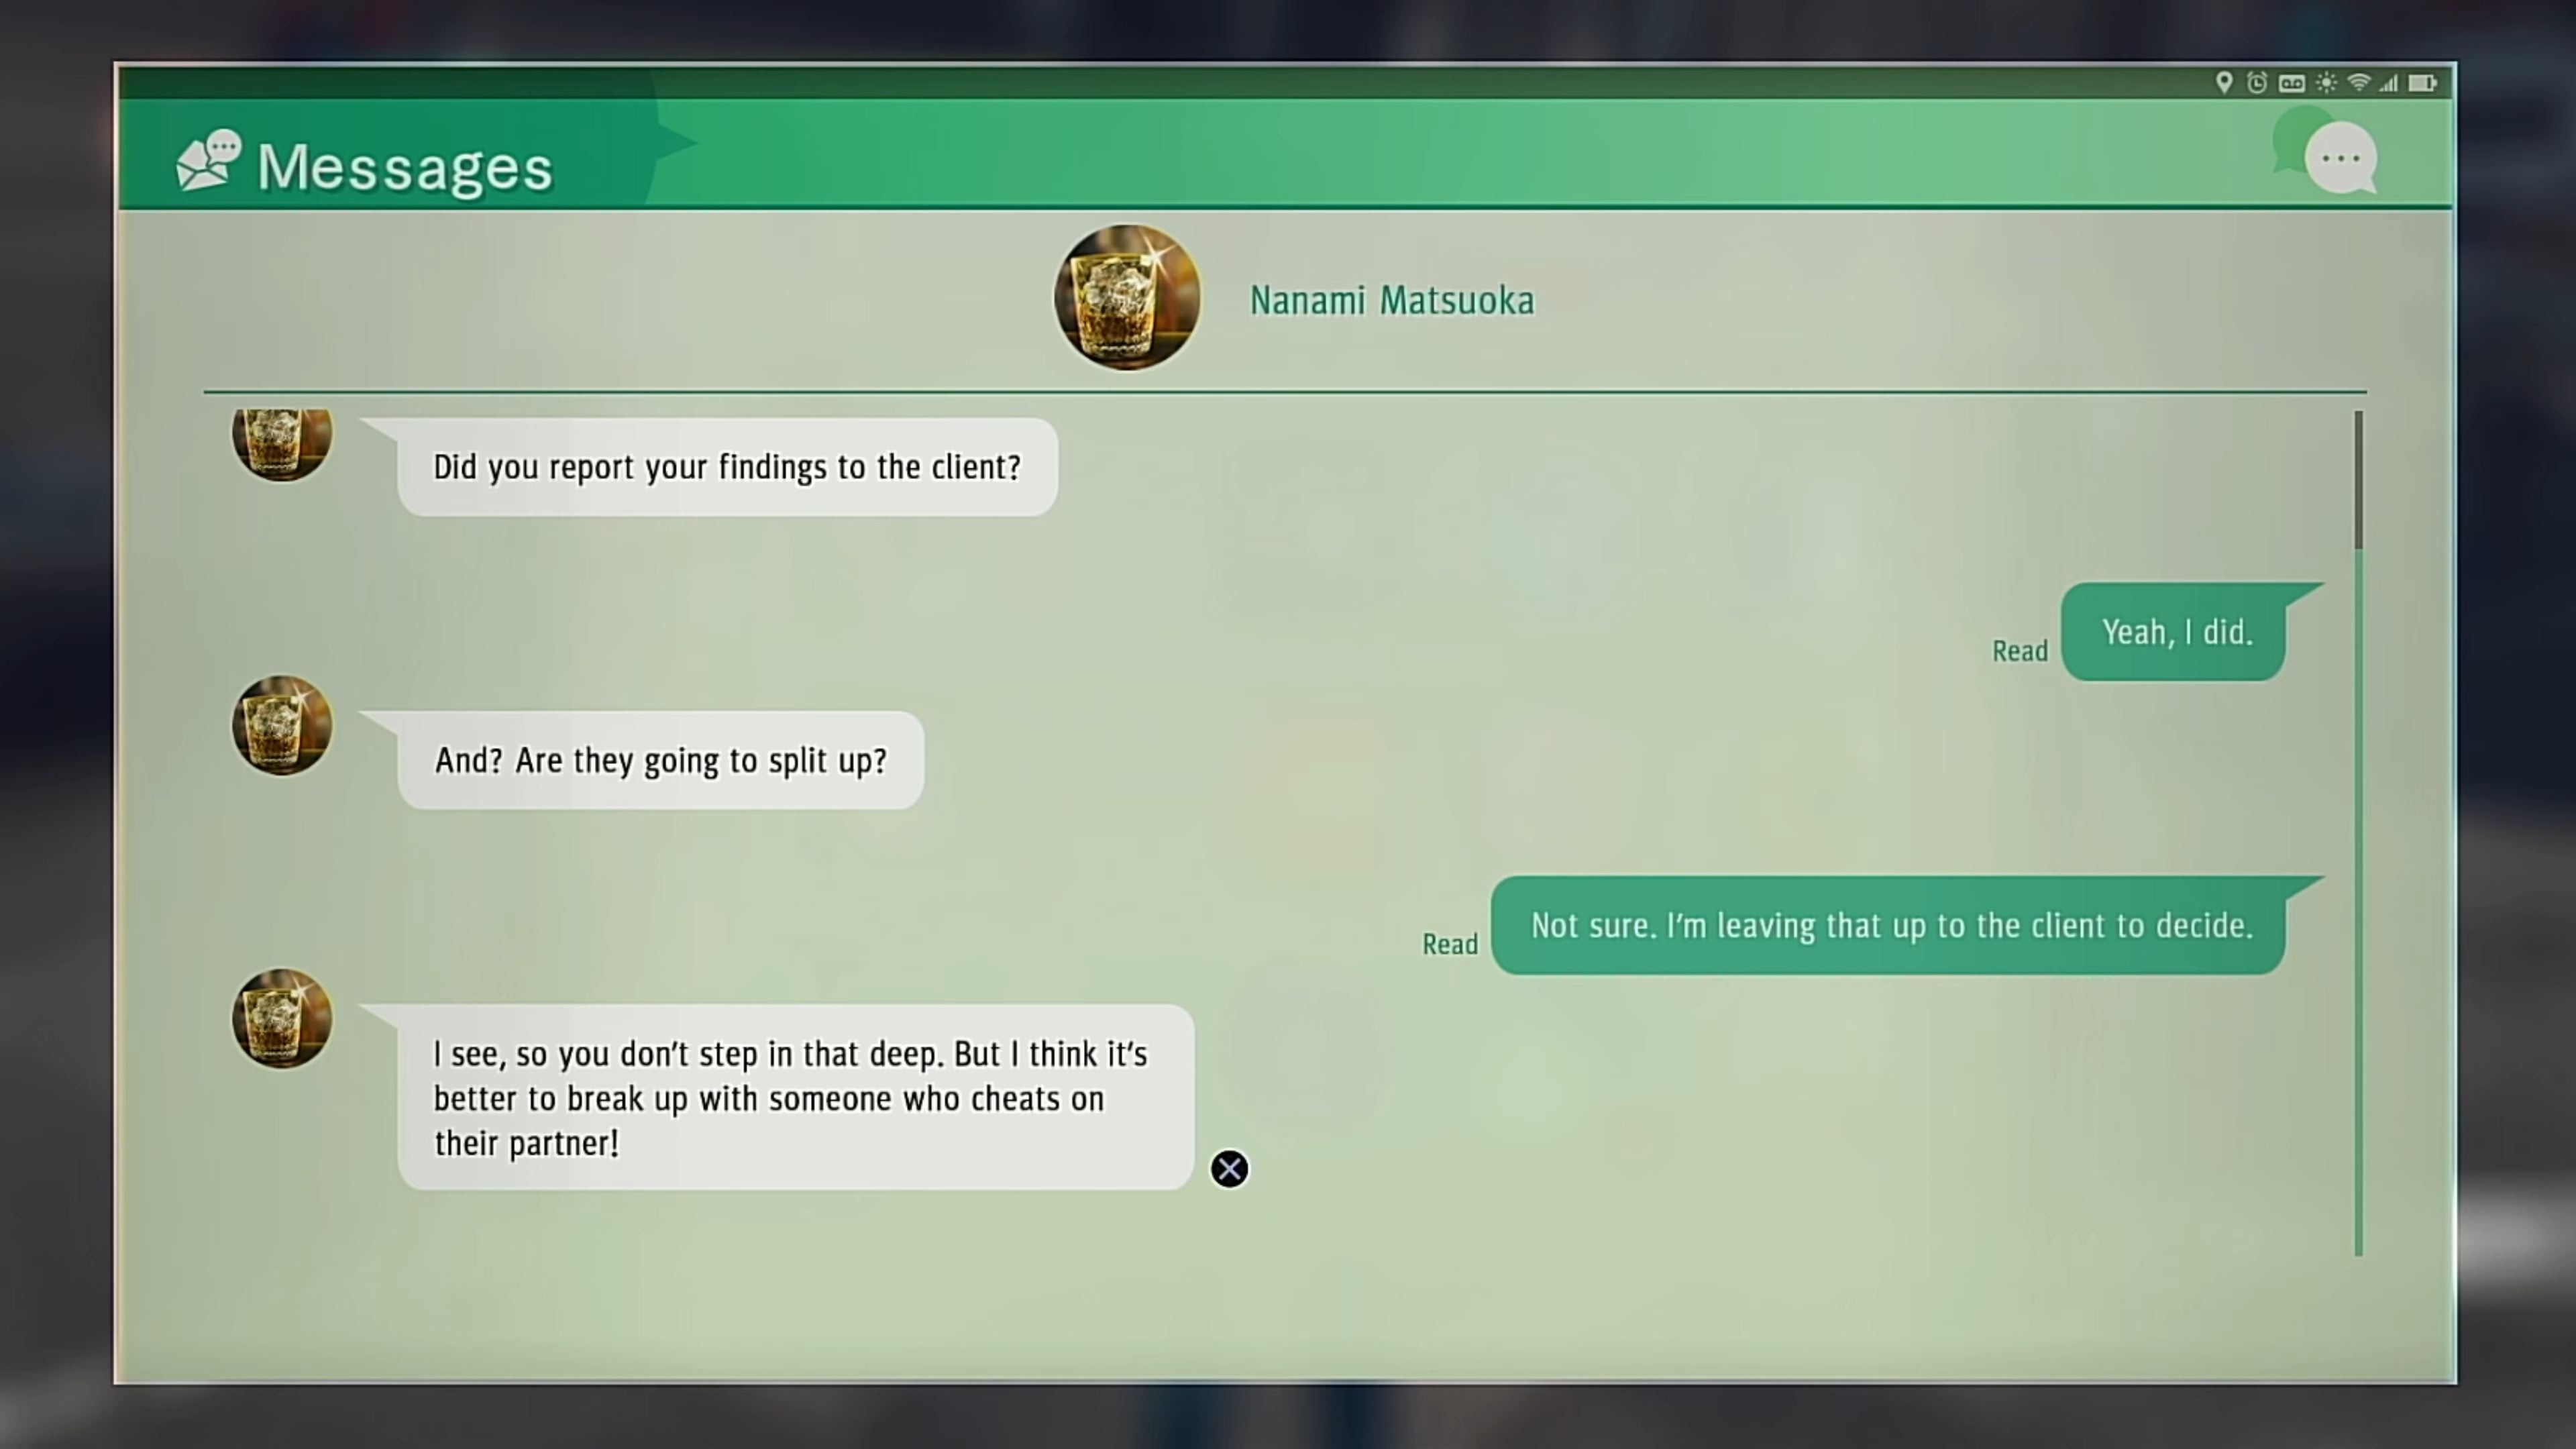 Messages
Nanami Matsuoka
Did you report your findings to the client?
Yeah, I did.
Read
And? Are they going to split up?
Not sure. I'm leaving that up to the client to decide.
Read
I see, so you don't step in that deep. But I think it's
better to break up with someone who cheats on
their partner!